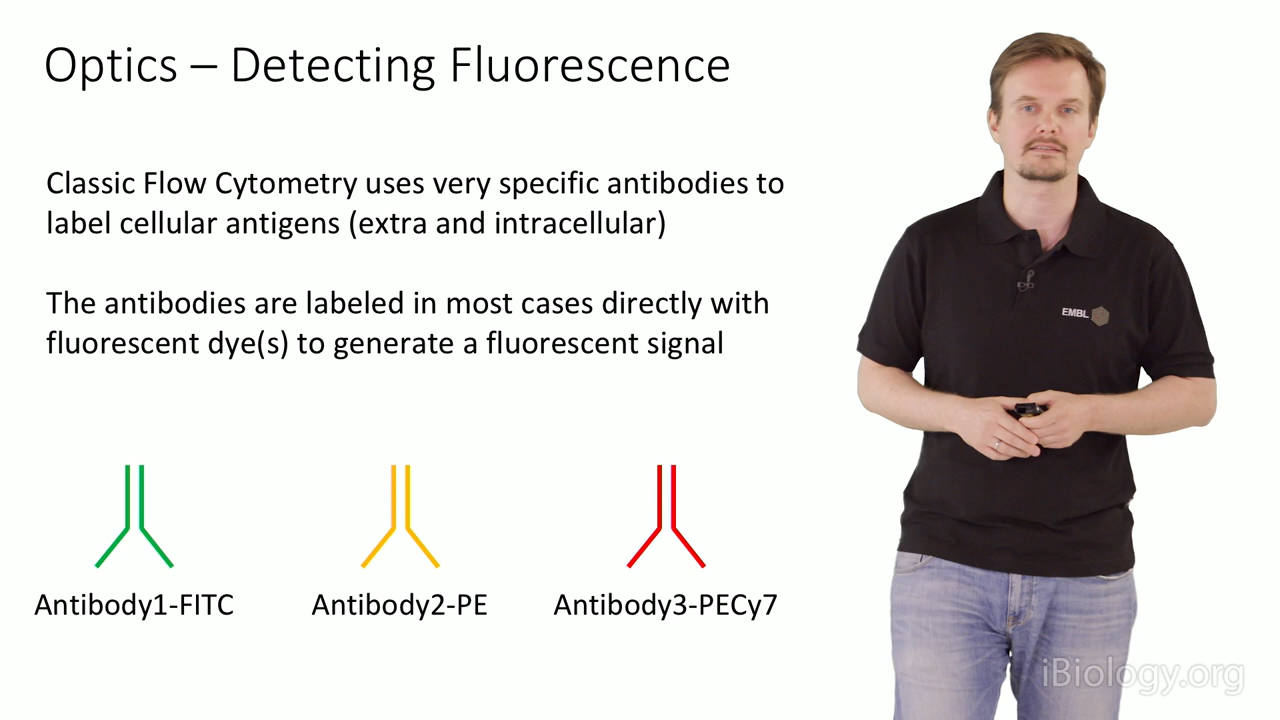 Optics – Detecting Fluorescence
Classic Flow Cytometry uses very specific antibodies to
label cellular antigens (extra and intracellular)
The antibodies are labeled in most cases directly with
fluorescent dye(s) to generate a fluorescent signal
Antibody1-FITC
Antibody2-PE
Antibody3-PECy7
EMBL
iBiology.org